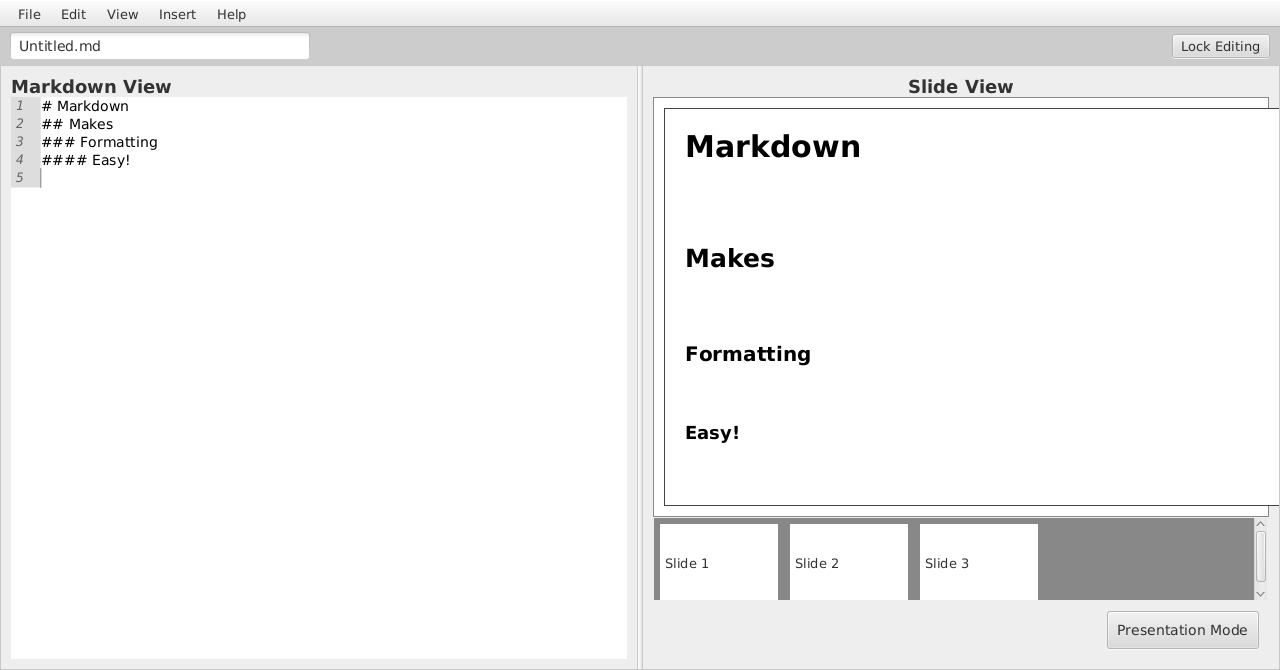 File Edit View Insert Help
Untitled.md
Lock Editing
Markdown View
1 # Markdown
2 ## Makes
3 ### Formatting
4 #### Easy!
5
Slide View
Markdown
Makes
Formatting
Easy!
Slide 1 Slide 2 Slide 3
Presentation Mode